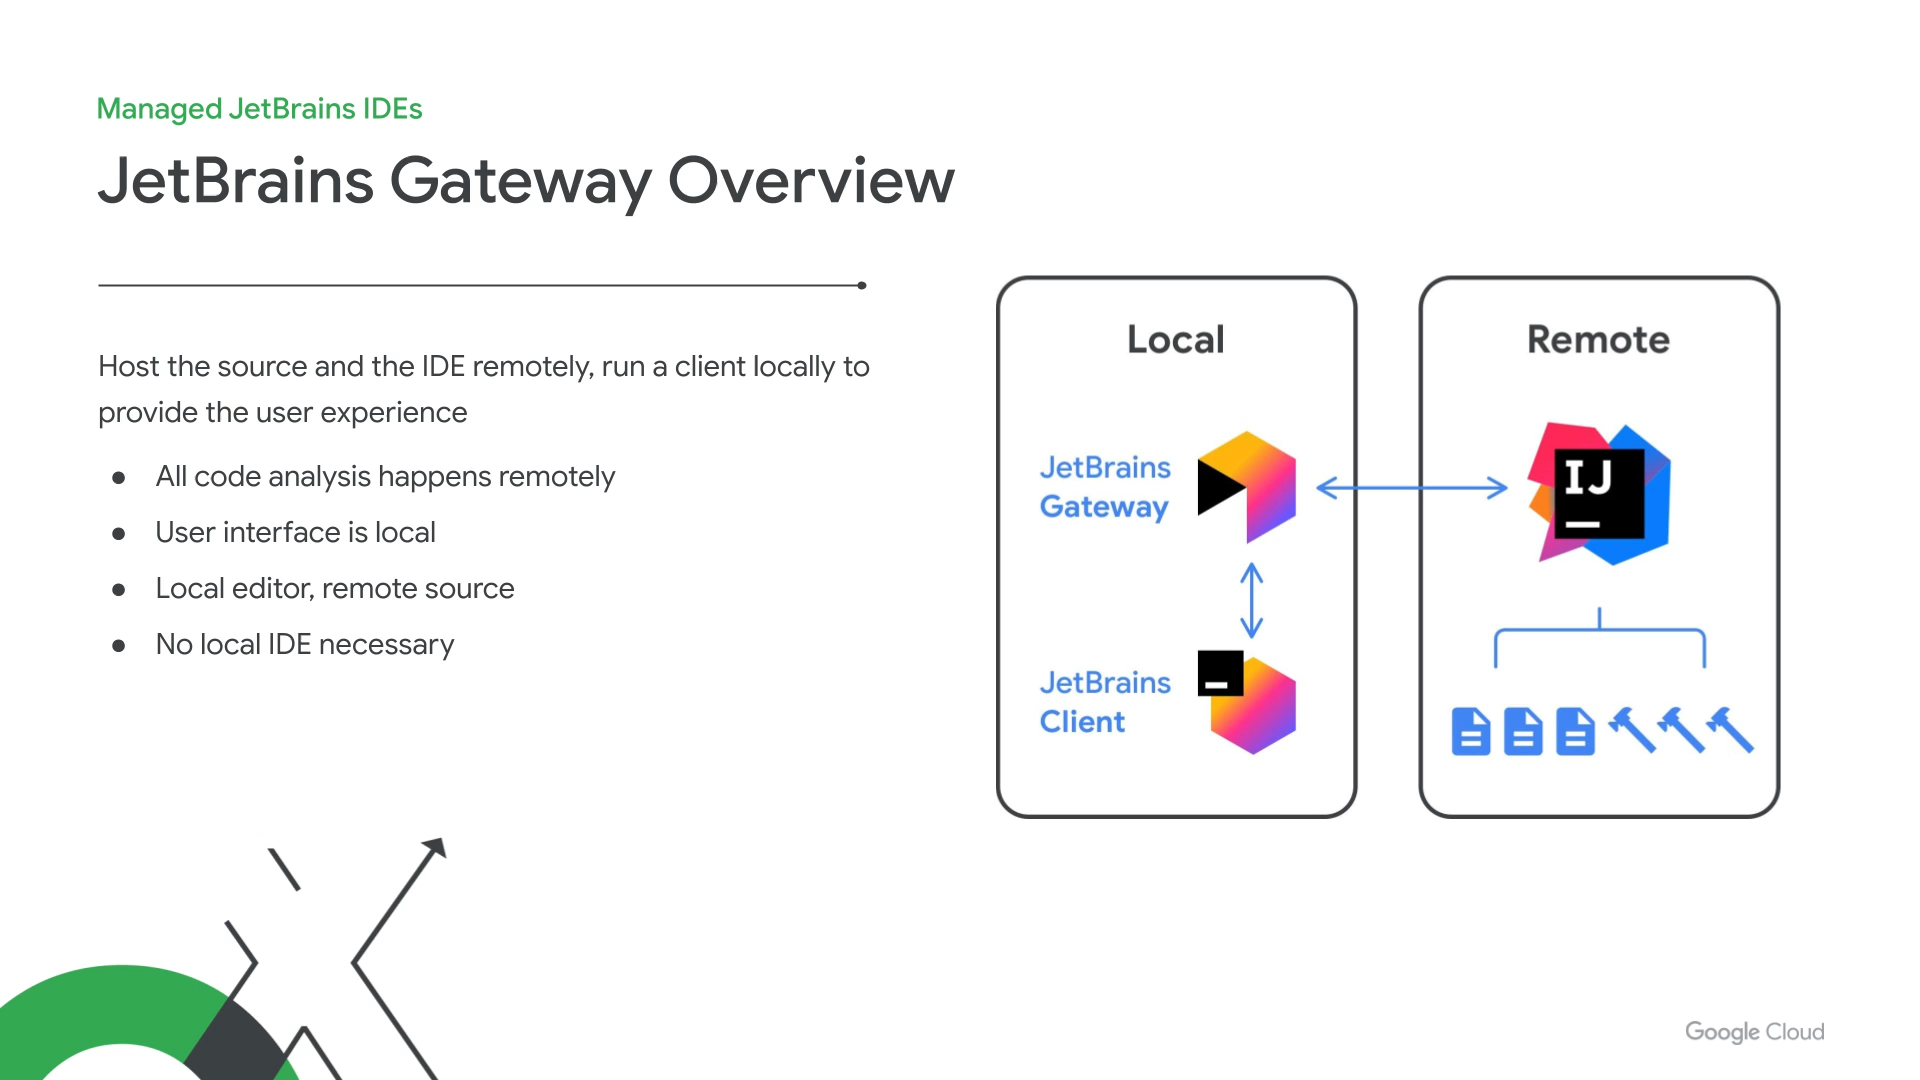 Managed JetBrains IDEs
JetBrains Gateway Overview
Host the source and the IDE remotely, run a client locally to
provide the user experience
● All code analysis happens remotely
● User interface is local
● Local editor, remote source
● No local IDE necessary
Local
JetBrains
Gateway
JetBrains
Client
Remote
IJ
Google Cloud